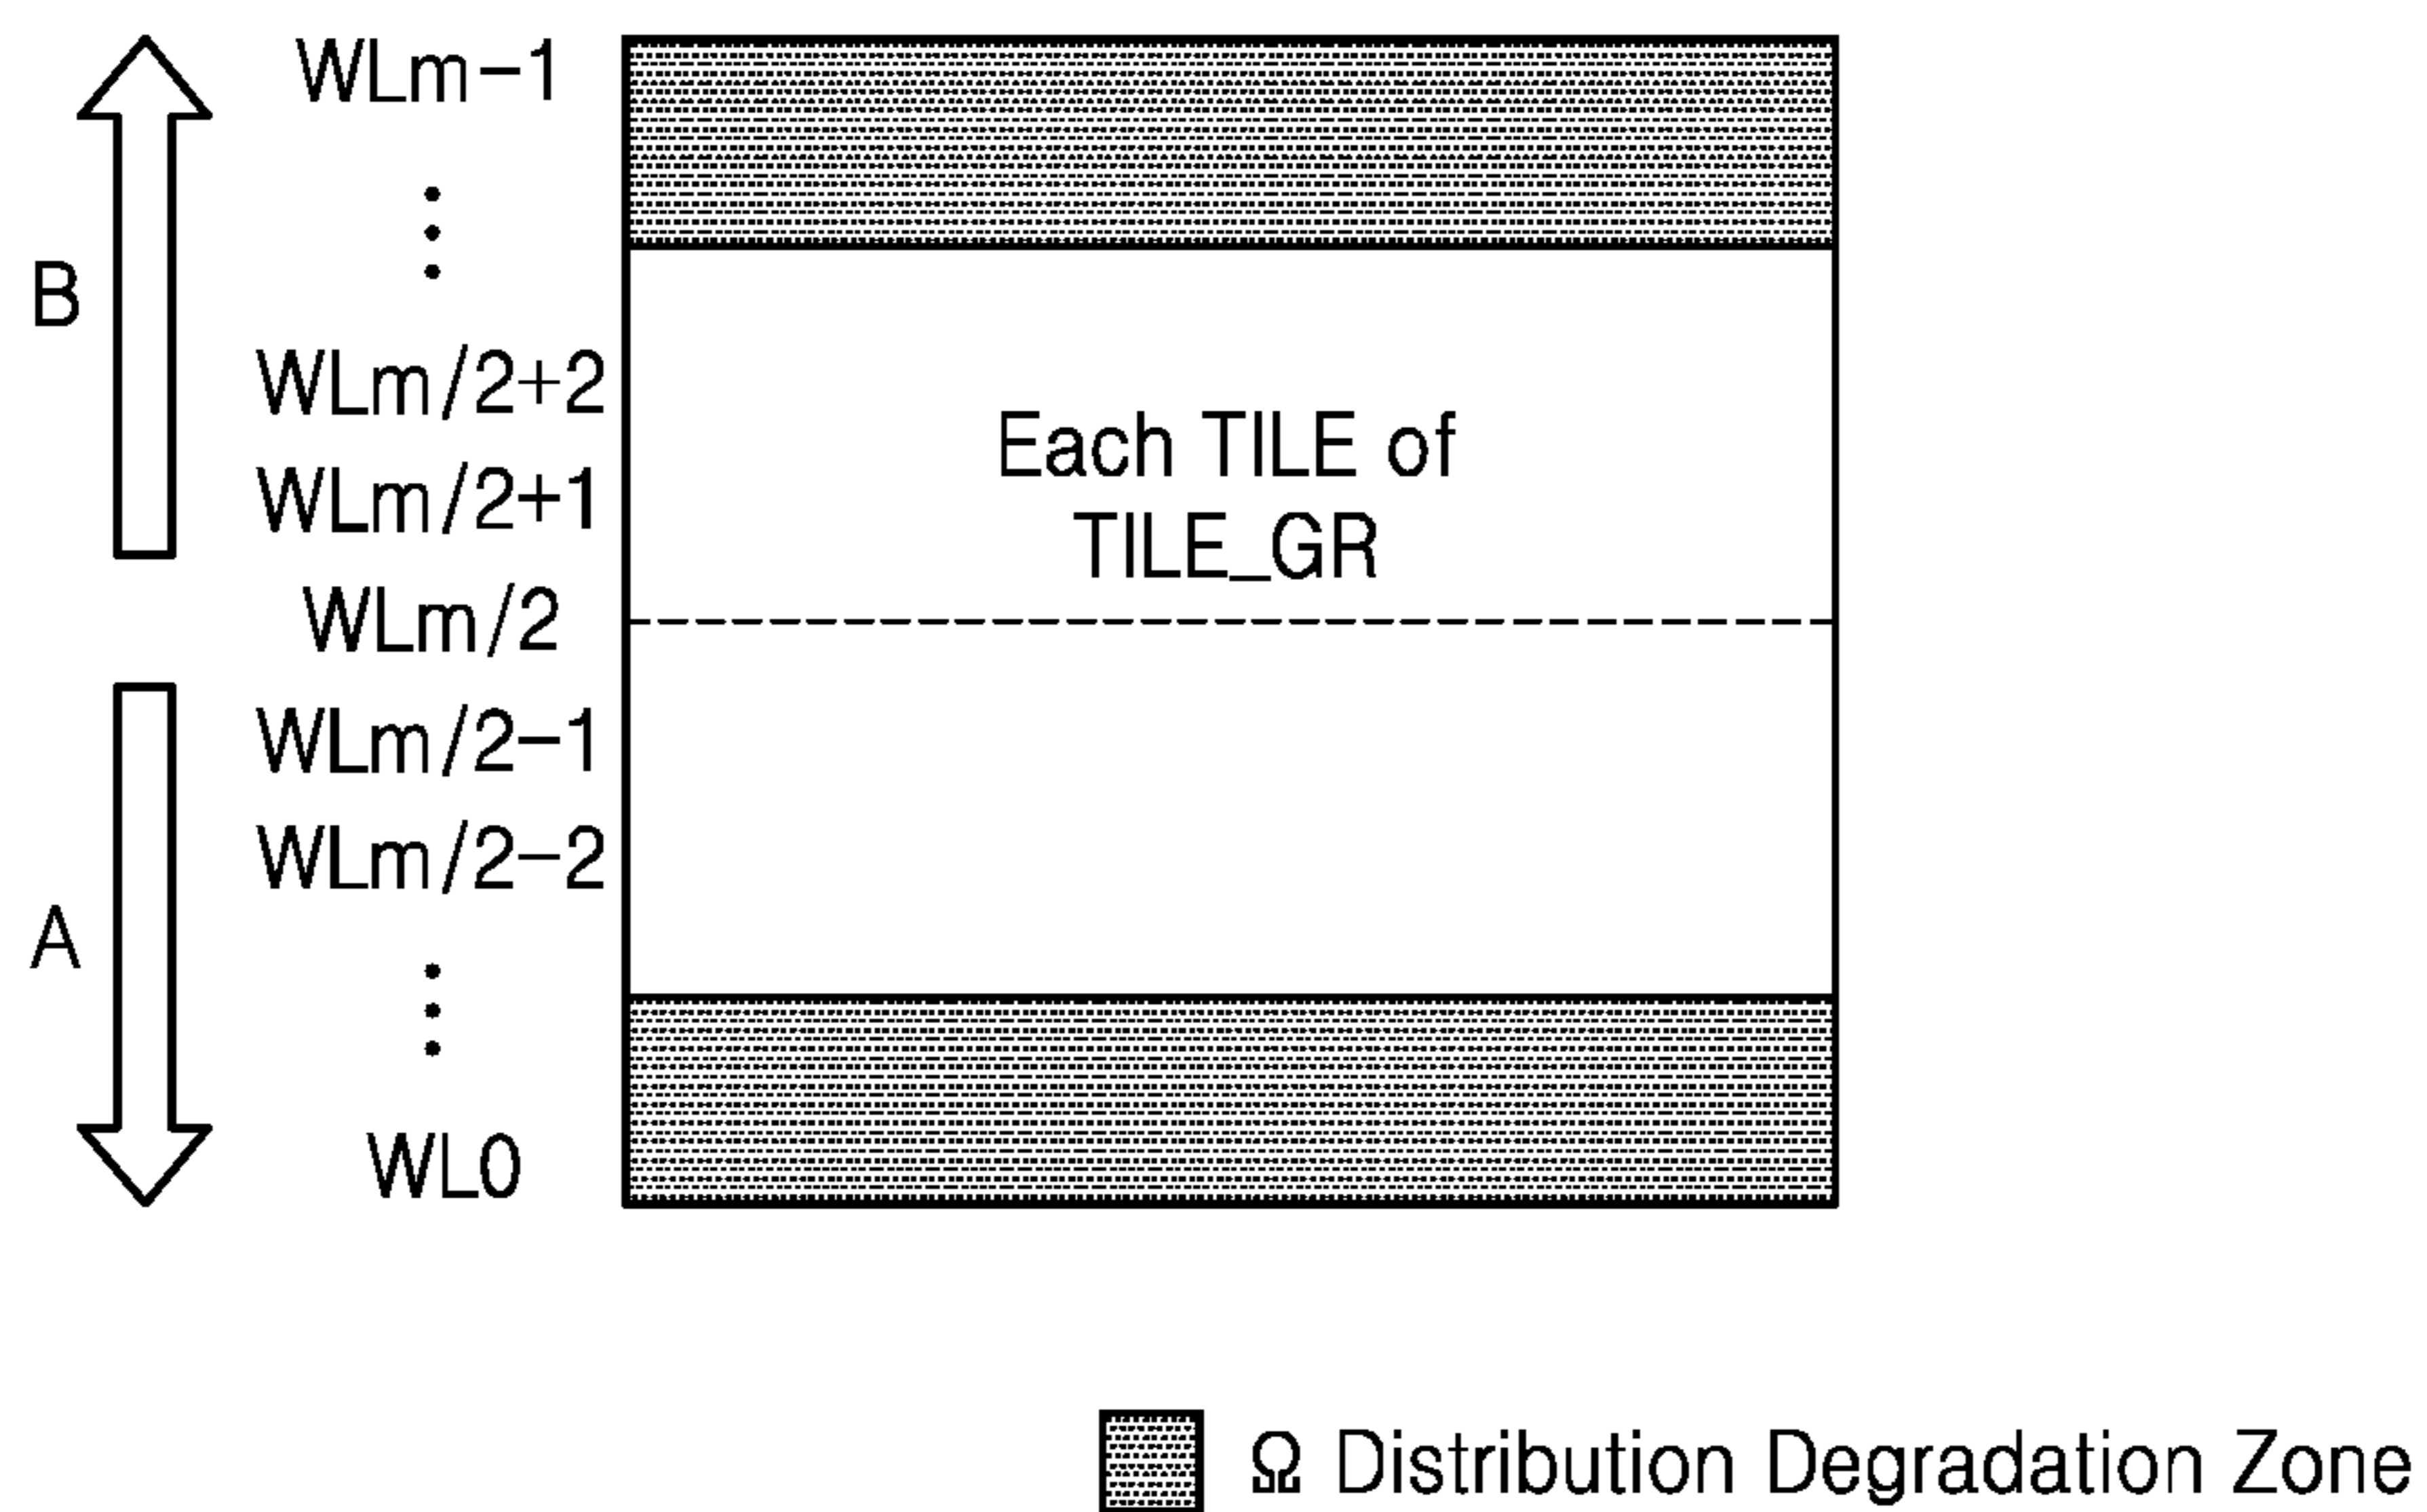 WLm-1
B
WLm/2+2
WLm/2+1
Each TILE of
TILE_GR
WLm/2
WLm/2-1
WLm/2-2
A
WL0
Ω Distribution Degradation Zone